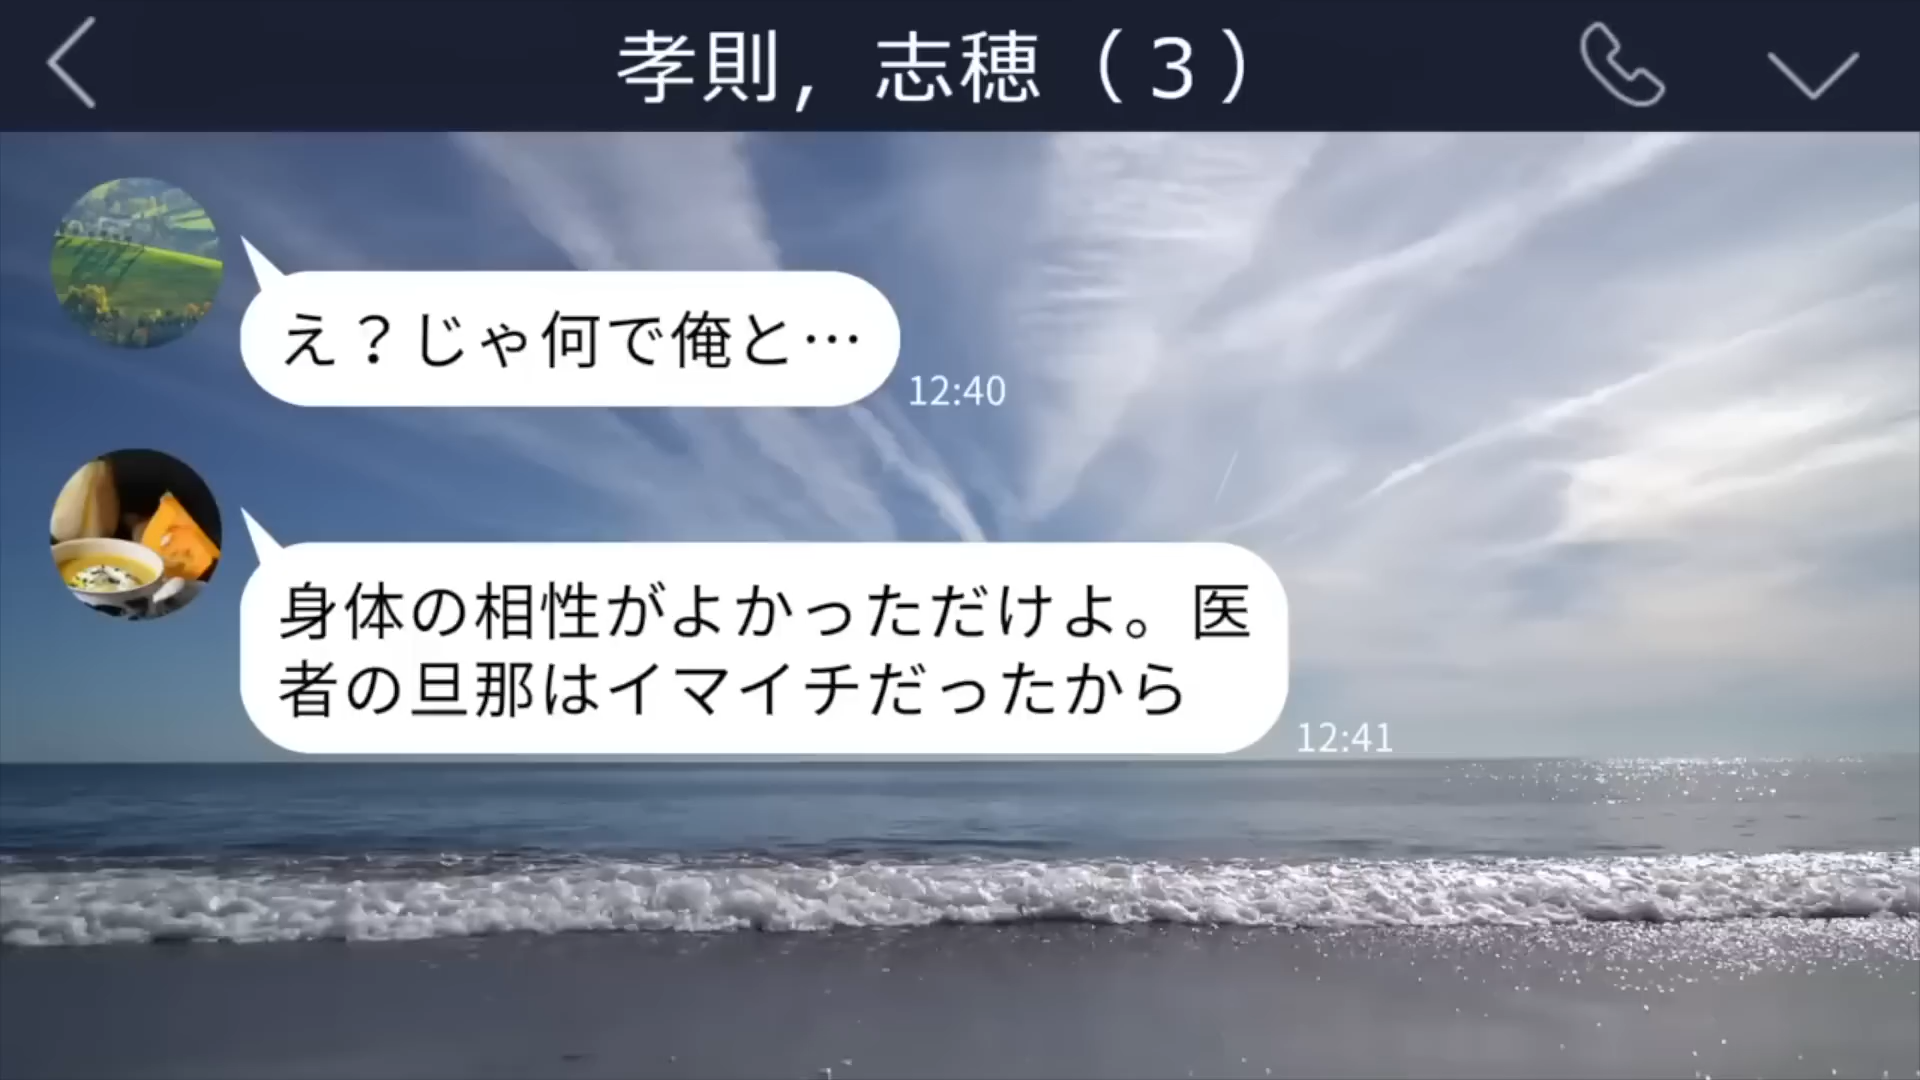 孝則，志穂（３）
え？じゃ何で俺と…
12:40
身体の相性がよかっただけよ。医
者の旦那はイマイチだったから
12:41